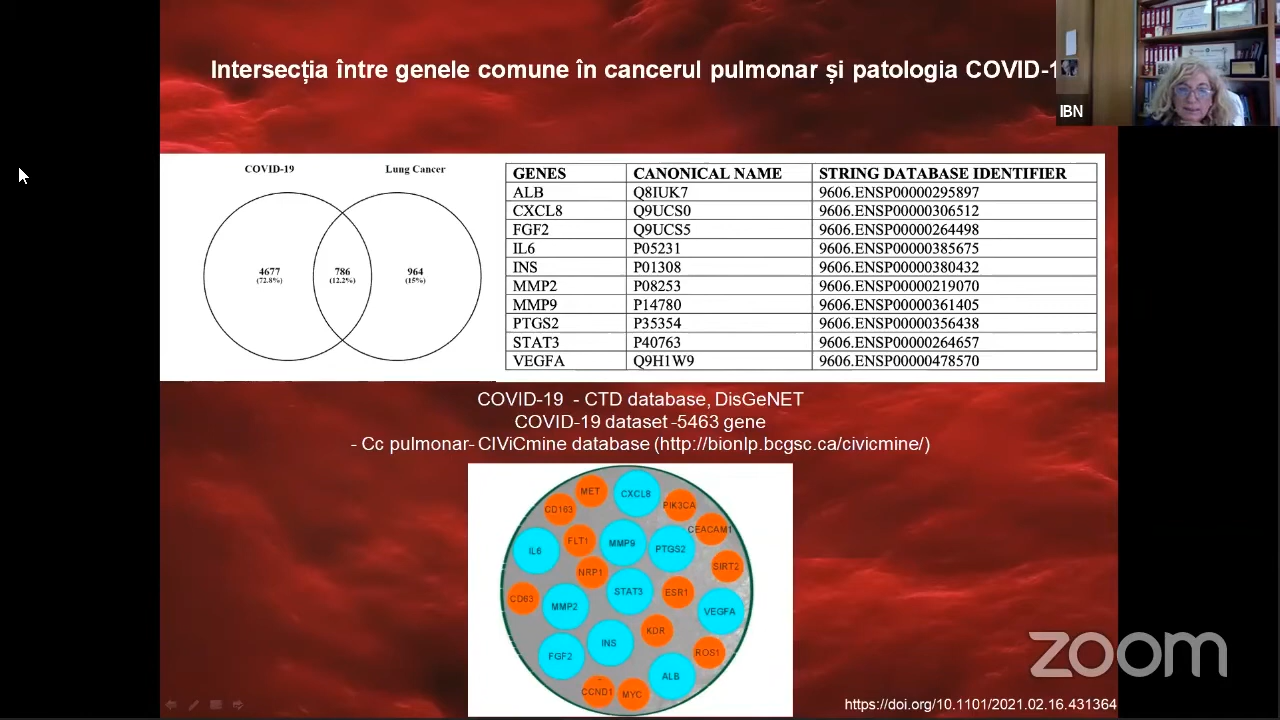 Intersecția între genele comune în cancerul pulmonar și patologia COVID-1
IBN
COVID-19
Lung Cancer
4677
(72.8%)
786
(12.2%)
964
(15%)
GENES CANONICAL NAME STRING DATABASE IDENTIFIER
ALB Q8IUK7 9606.ENSP00000295897
CXCL8 Q9UCS0 9606.ENSP00000306512
FGF2 Q9UCS5 9606.ENSP00000264498
IL6 P05231 9606.ENSP00000385675
INS P01308 9606.ENSP00000380432
MMP2 P08253 9606.ENSP00000219070
MMP9 P14780 9606.ENSP00000361405
PTGS2 P35354 9606.ENSP00000356438
STAT3 P40763 9606.ENSP00000264657
VEGFA Q9H1W9 9606.ENSP00000478570
COVID-19 - CTD database, DisGeNET
COVID-19 dataset -5463 gene
- Cc pulmonar- CIViCmine database (http://bionlp.bcgsc.ca/civicmine/)
MET
CXCL8
CD163
PIK3CA
CEACAM1
FLT1
MMP9
IL6
PTGS2
NRP1
SIRT2
STAT3
ESR1
CD63
MMP2
VEGFA
KDR
INS
FGF2
ROS1
ALB
CCND1
MYC
zoom
https://doi.org/10.1101/2021.02.16.431364